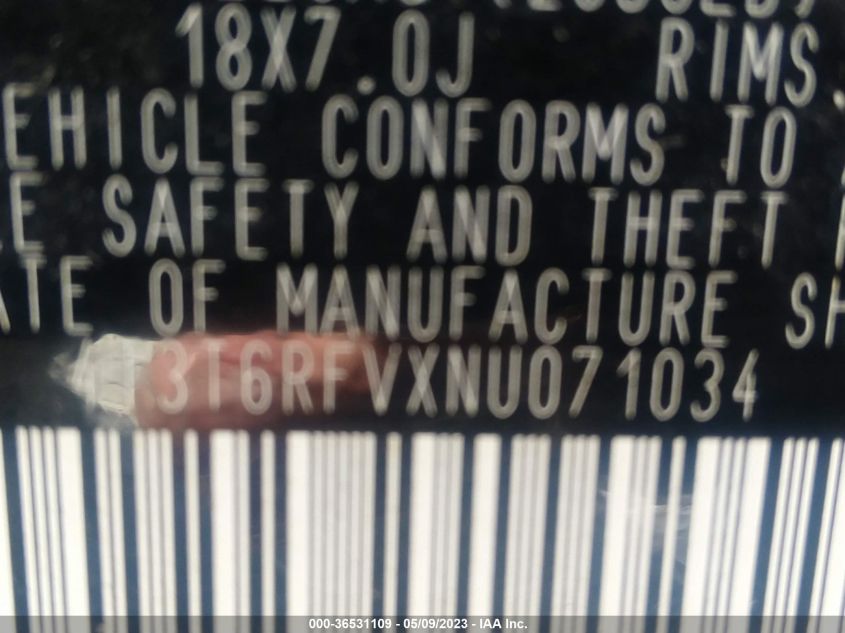 18X7.0J RIMS
EHICLE CONFORMS TO
E SAFETY AND THEFT
ATE OF MANUFACTURE SH
3T6RFVXNU071034
000-36531109 - 05/09/2023 - IAA Inc.